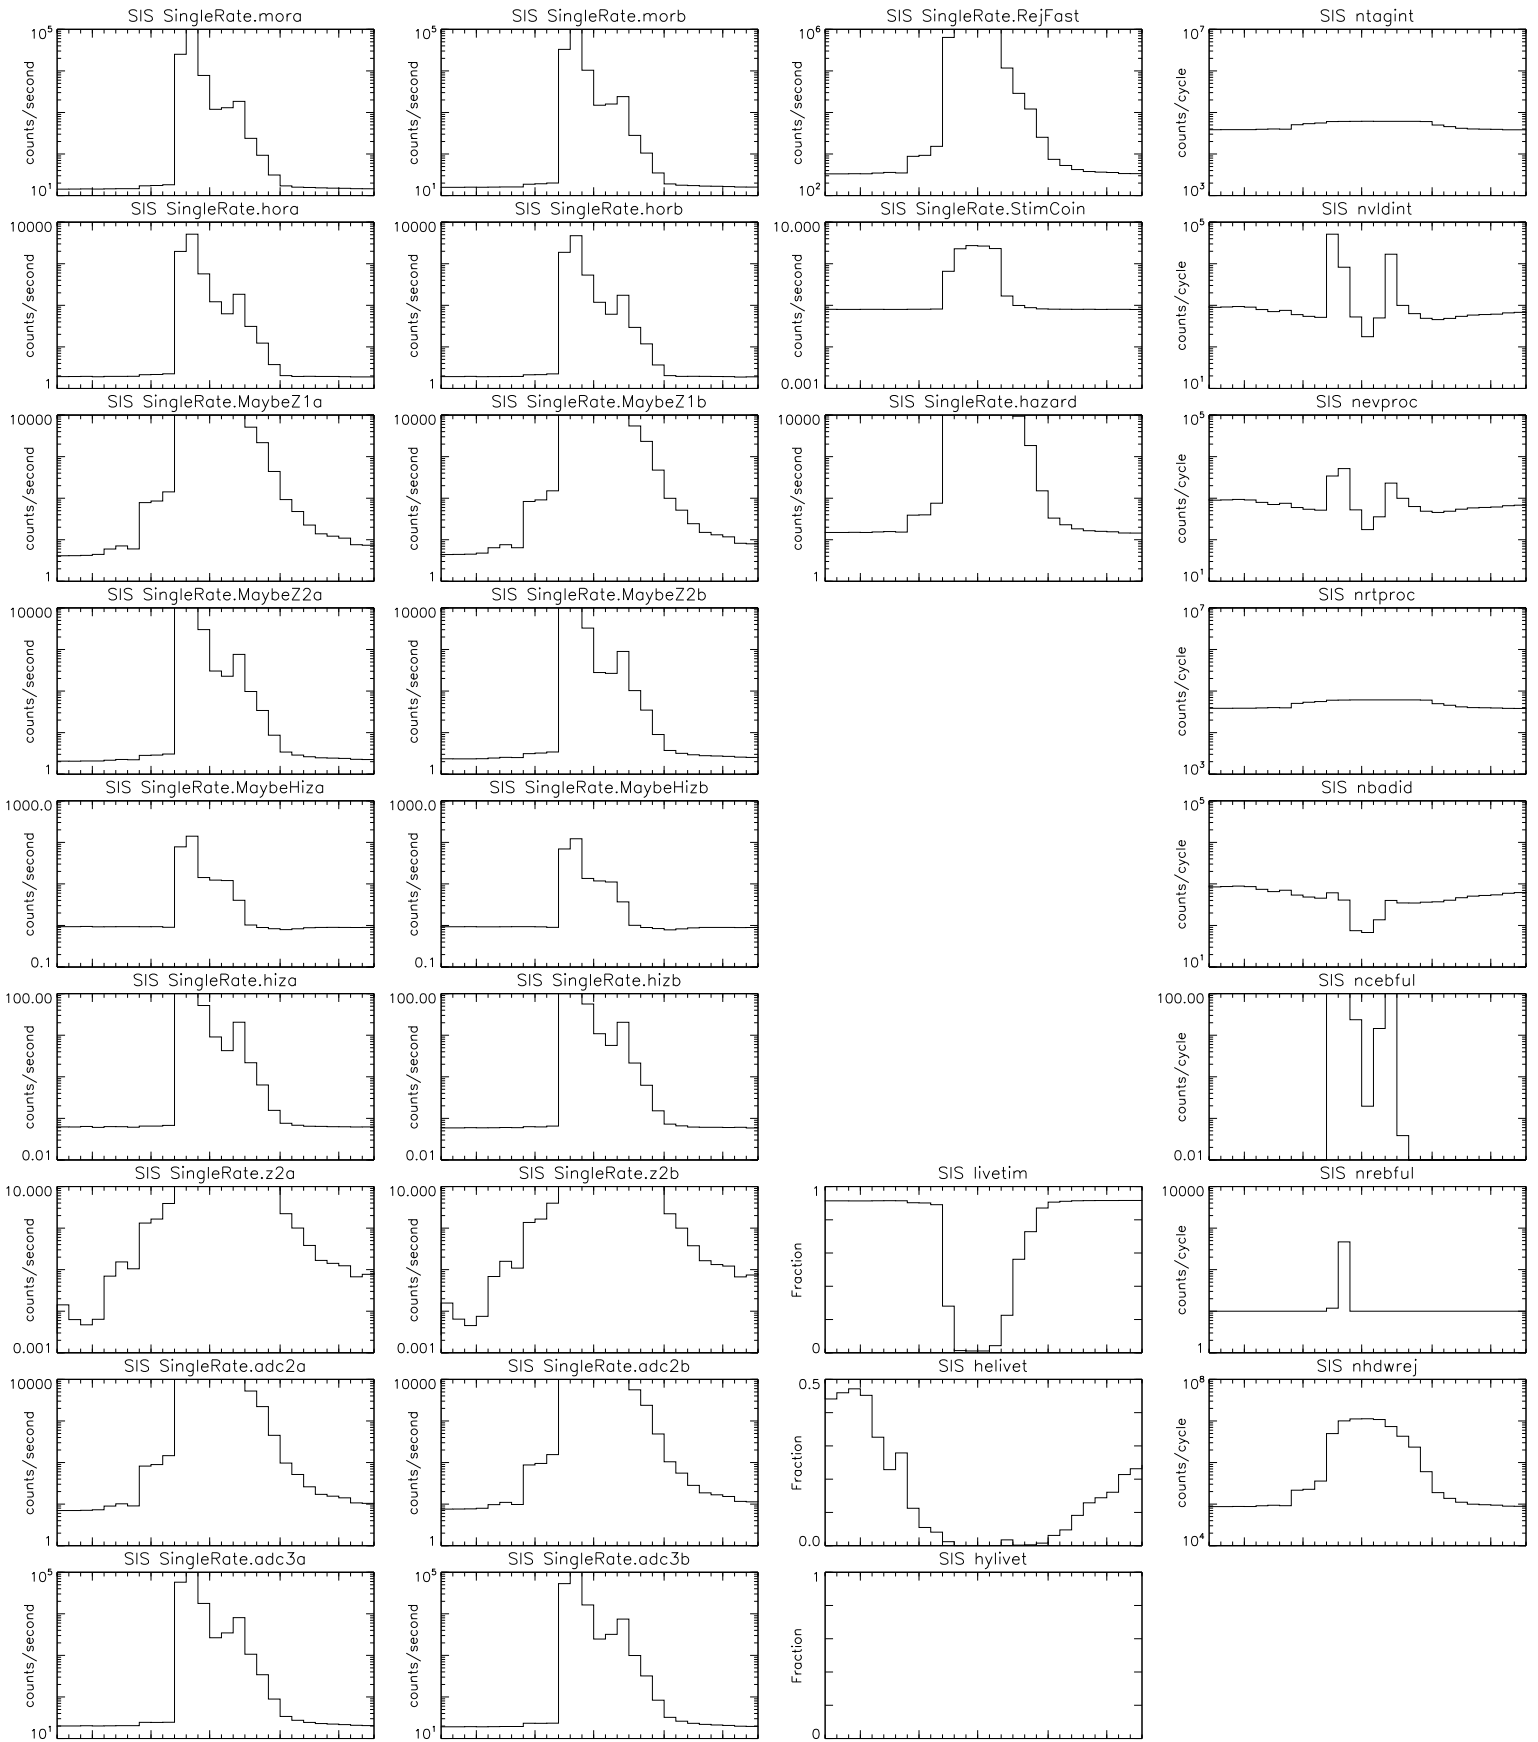 SIS SingleRate.mora
10^5
counts/second
10^1
SIS SingleRate.morb
10^5
counts/second
10^1
SIS SingleRate.RejFast
10^6
counts/second
10^2
SIS ntagint
10^7
counts/cycle
10^3
SIS SingleRate.hora
10000
counts/second
1
SIS SingleRate.horb
10000
counts/second
1
SIS SingleRate.StimCoin
10.000
counts/second
0.001
SIS nvldint
10^5
counts/cycle
10^1
SIS SingleRate.MaybeZ1a
10000
counts/second
1
SIS SingleRate.MaybeZ1b
10000
counts/second
1
SIS SingleRate.hazard
10000
counts/second
1
SIS nevproc
10^5
counts/cycle
10^1
SIS SingleRate.MaybeZ2a
10000
counts/second
1
SIS SingleRate.MaybeZ2b
10000
counts/second
1
SIS nrtproc
10^7
counts/cycle
10^3
SIS SingleRate.MaybeHiza
1000.0
counts/second
0.1
SIS SingleRate.MaybeHizb
1000.0
counts/second
0.1
SIS nbadid
10^5
counts/cycle
10^1
SIS SingleRate.hiza
100.00
counts/second
0.01
SIS SingleRate.hizb
100.00
counts/second
0.01
SIS ncebful
100.00
counts/cycle
0.01
SIS SingleRate.z2a
10.000
counts/second
0.001
SIS SingleRate.z2b
10.000
counts/second
0.001
SIS livetim
1
Fraction
0
SIS nrebful
10000
counts/cycle
1
SIS SingleRate.adc2a
10000
counts/second
1
SIS SingleRate.adc2b
10000
counts/second
1
SIS helivet
0.5
Fraction
0.0
SIS nhdwrej
10^8
counts/cycle
10^4
SIS SingleRate.adc3a
10^5
counts/second
10^1
SIS SingleRate.adc3b
10^5
counts/second
10^1
SIS hylivet
1
Fraction
0